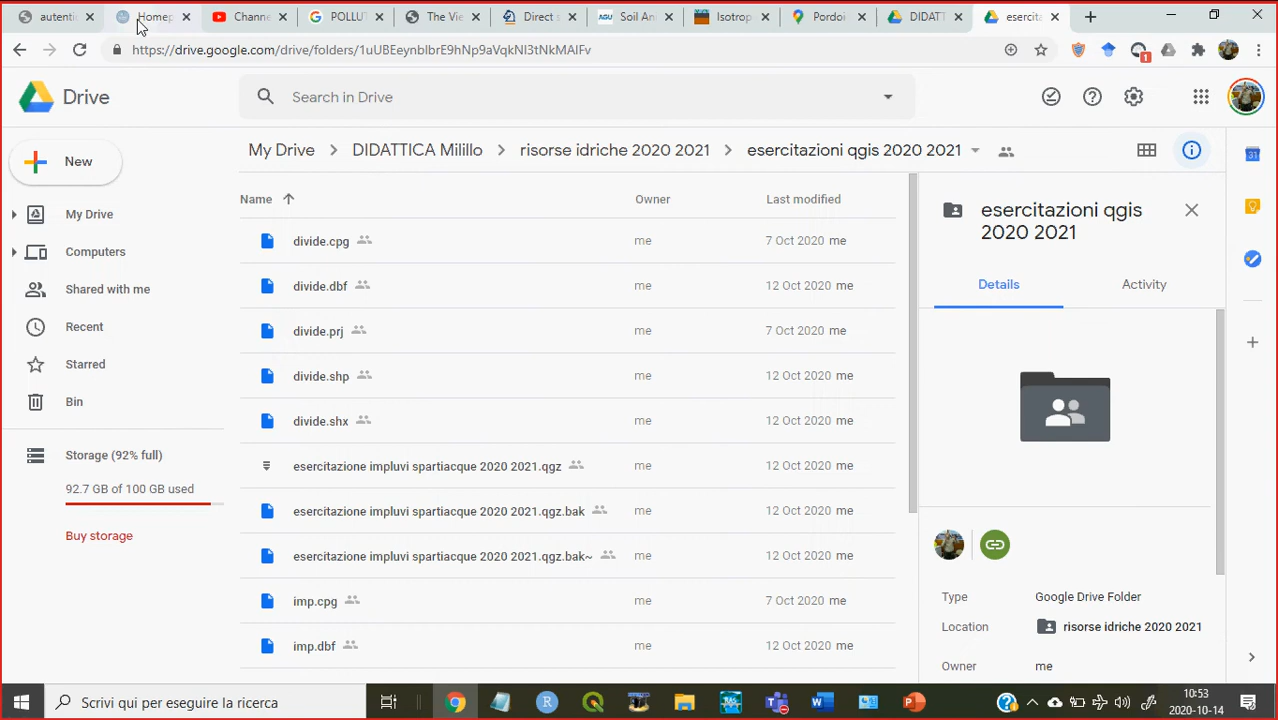 autenti
Homep
Channe
POLLUT
The Vie
Direct s
AGU
Soil An
Isotrop
Pordoi
DIDATT
esercita
https://drive.google.com/drive/folders/1uUBEeynbIbrE9hNp9aVqkNl3tNkMAIFv
1
Drive
Search in Drive
New
My Drive
DIDATTICA Milillo
risorse idriche 2020 2021
esercitazioni qgis 2020 2021
31
Name
Owner
Last modified
esercitazioni qgis
2020 2021
My Drive
divide.cpg me 7 Oct 2020 me
Computers
divide.dbf me 12 Oct 2020 me
Details
Activity
Shared with me
Recent
divide.prj me 7 Oct 2020 me
Starred
divide.shp me 12 Oct 2020 me
Bin
divide.shx me 12 Oct 2020 me
Storage (92% full)
esercitazione impluvi spartiacque 2020 2021.qgz me 12 Oct 2020 me
92.7 GB of 100 GB used
esercitazione impluvi spartiacque 2020 2021.qgz.bak me 12 Oct 2020 me
Buy storage
esercitazione impluvi spartiacque 2020 2021.qgz.bak~ me 12 Oct 2020 me
imp.cpg me 7 Oct 2020 me
Type Google Drive Folder
Location risorse idriche 2020 2021
imp.dbf me 12 Oct 2020 me
Owner me
Scrivi qui per eseguire la ricerca
10:53
2020-10-14